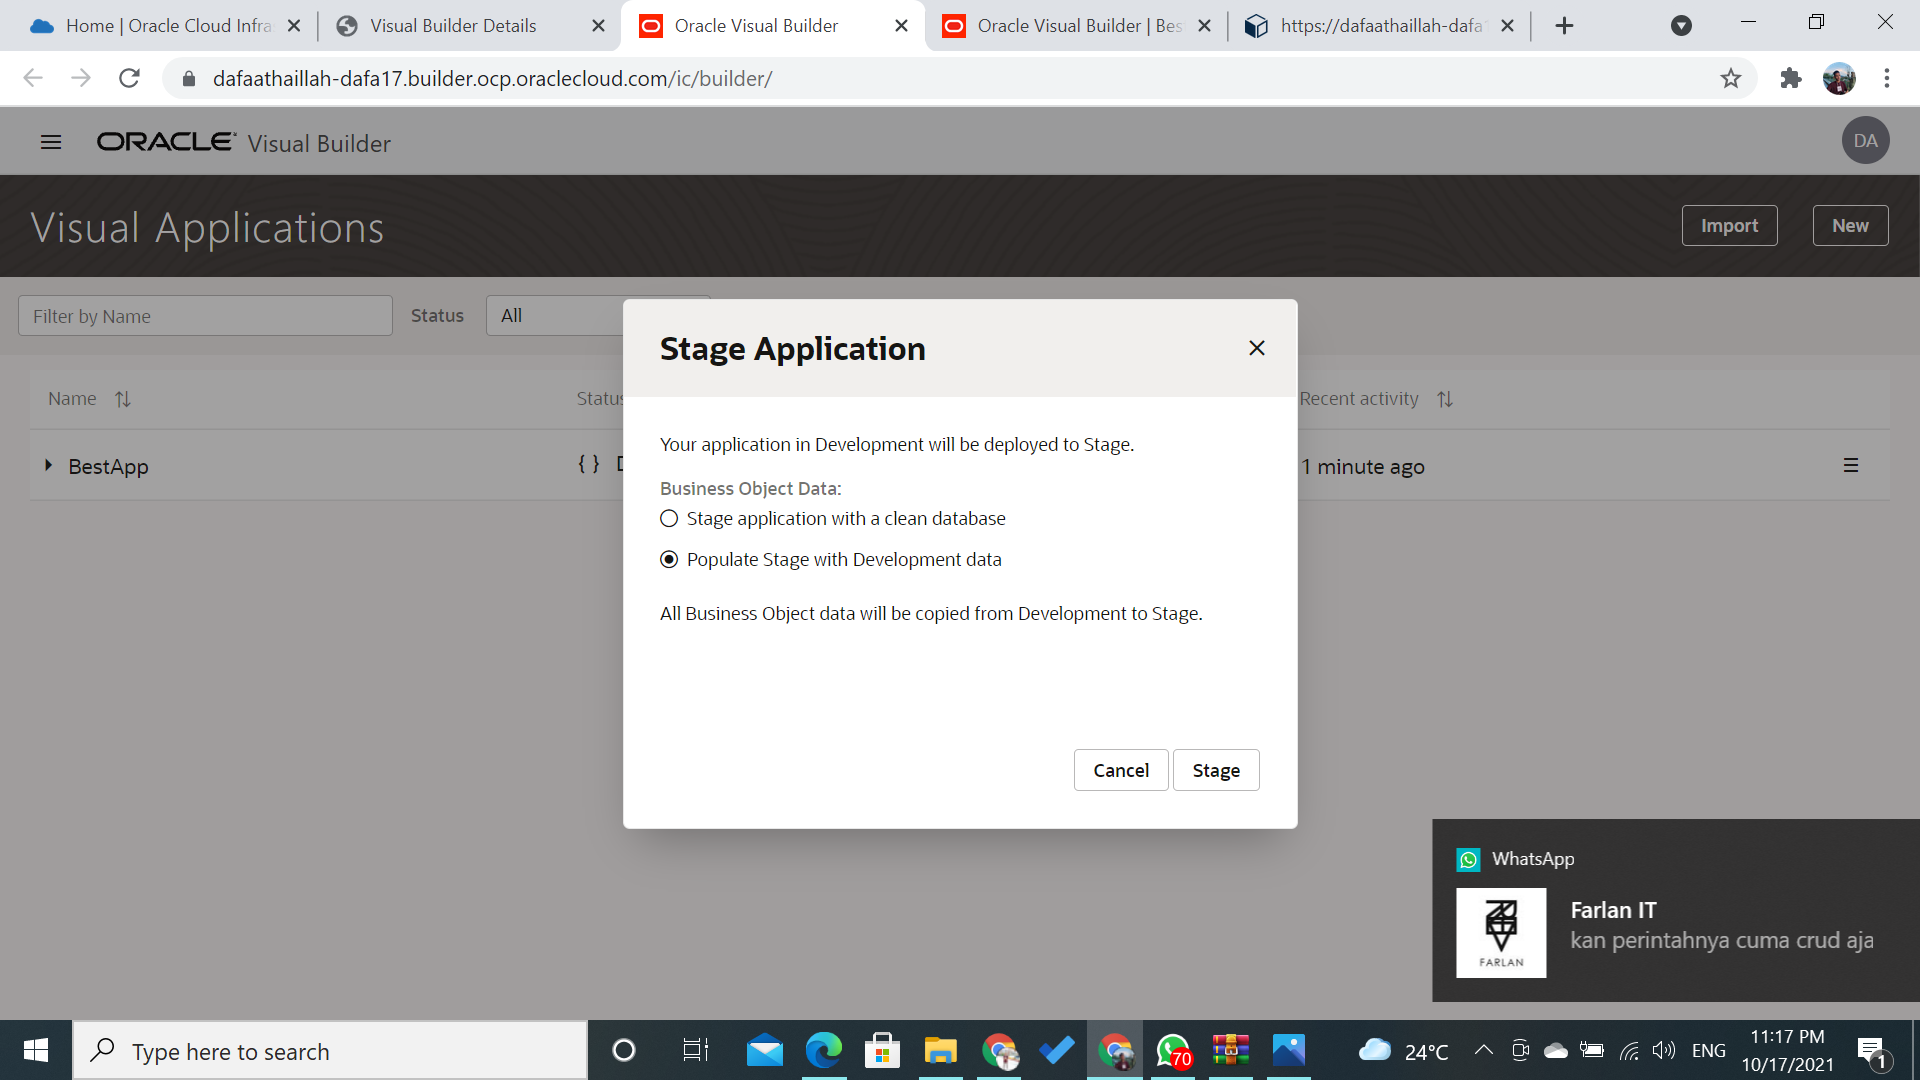 Home | Oracle Cloud Infra
Visual Builder Details
Oracle Visual Builder
Oracle Visual Builder | Bes
https://dafaathaillah-dafa1
dafaathaillah-dafa17.builder.ocp.oraclecloud.com/ic/builder/
ORACLE Visual Builder
DA
Visual Applications
Import
New
Filter by Name
Status
All
Stage Application
Name
Status
Recent activity
Your application in Development will be deployed to Stage.
BestApp
{ } D
1 minute ago
Business Object Data:
Stage application with a clean database
Populate Stage with Development data
All Business Object data will be copied from Development to Stage.
Cancel
Stage
WhatsApp
FARLAN
Farlan IT
kan perintahnya cuma crud aja
Type here to search
70
24°C
ENG
11:17 PM
10/17/2021
1